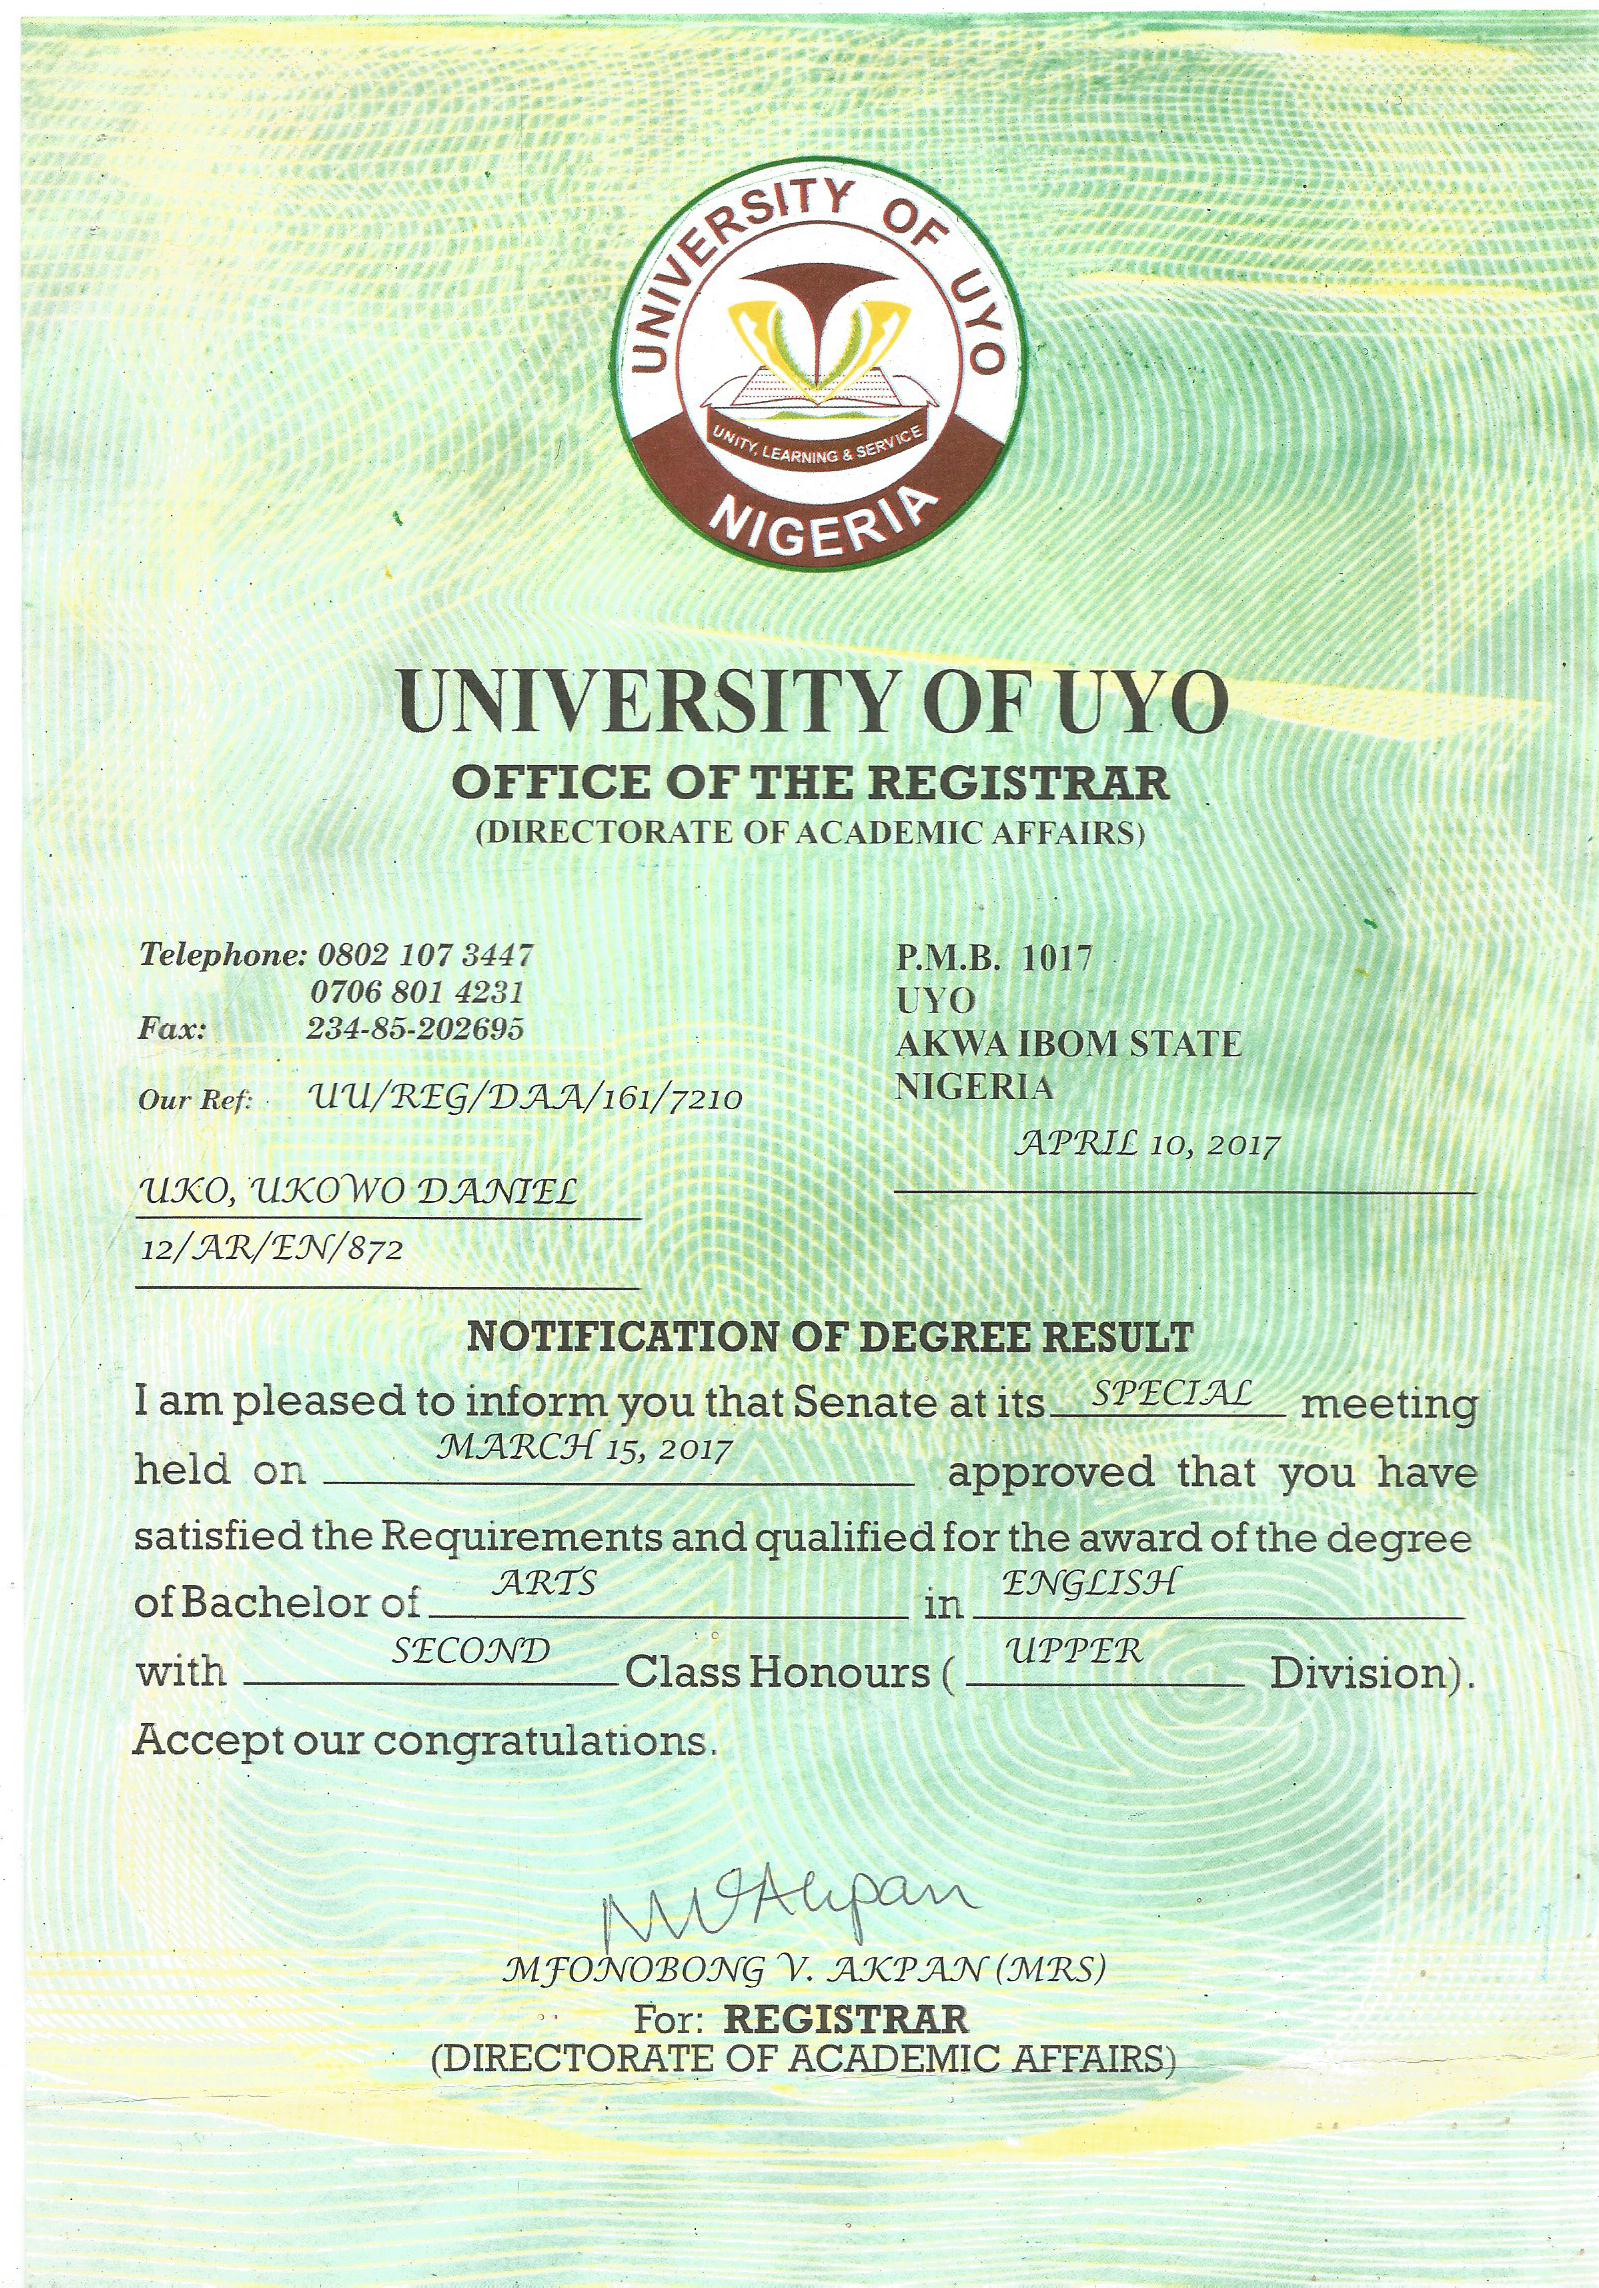 UNIVERSITY OF UYO
UNITY, LEARNING & SERVICE
NIGERIA
UNIVERSITY OF UYO
OFFICE OF THE REGISTRAR
(DIRECTORATE OF ACADEMIC AFFAIRS)
Telephone: 0802 107 3447
0706 801 4231
Fax: 234-85-202695
Our Ref: UU/REG/DAA/161/7210
P.M.B. 1017
UYO
AKWA IBOM STATE
NIGERIA
APRIL 10, 2017
UKO, UKOWO DANIEL
12/AR/EN/872
NOTIFICATION OF DEGREE RESULT
I am pleased to inform you that Senate at its SPECIAL meeting
held on MARCH 15, 2017 approved that you have
satisfied the Requirements and qualified for the award of the degree
of Bachelor of ARTS in ENGLISH
with SECOND Class Honours ( UPPER Division).
Accept our congratulations.
MVAkpan
MFONOBONG V. AKPAN (MRS)
For: REGISTRAR
(DIRECTORATE OF ACADEMIC AFFAIRS)